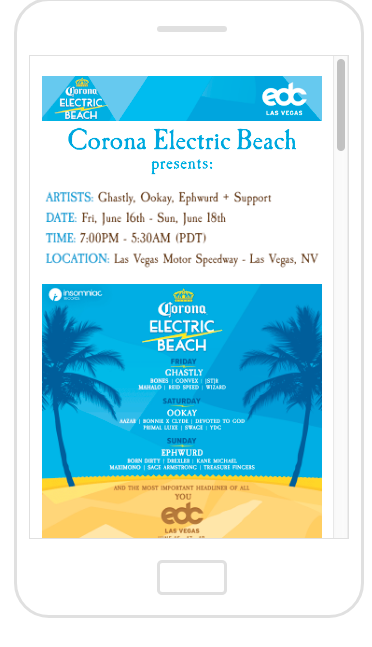 Corona
ELECTRIC
BEACH
edc
LAS VEGAS
Corona Electric Beach
presents:
ARTISTS: Ghastly, Ookay, Ephwurd + Support
DATE: Fri, June 16th - Sun, June 18th
TIME: 7:00PM - 5:30AM (PDT)
LOCATION: Las Vegas Motor Speedway - Las Vegas, NV
insomniac
RECORDS
Corona
ELECTRIC
BEACH
FRIDAY
GHASTLY
BONES | CONVEX | JSTJR
MAHALO | REID SPEED | WIZARD
SATURDAY
OOKAY
AAZAR | BONNIE X CLYDE | DEVOTED TO GOD
PRIMAL LUXE | SWAGE | YDG
SUNDAY
EPHWURD
BORN DIRTY | DREZLER | KANE MICHAEL
MAXIMONO | SAGE ARMSTRONG | TREASURE FINGERS
AND THE MOST IMPORTANT HEADLINER OF ALL
YOU
edc
LAS VEGAS